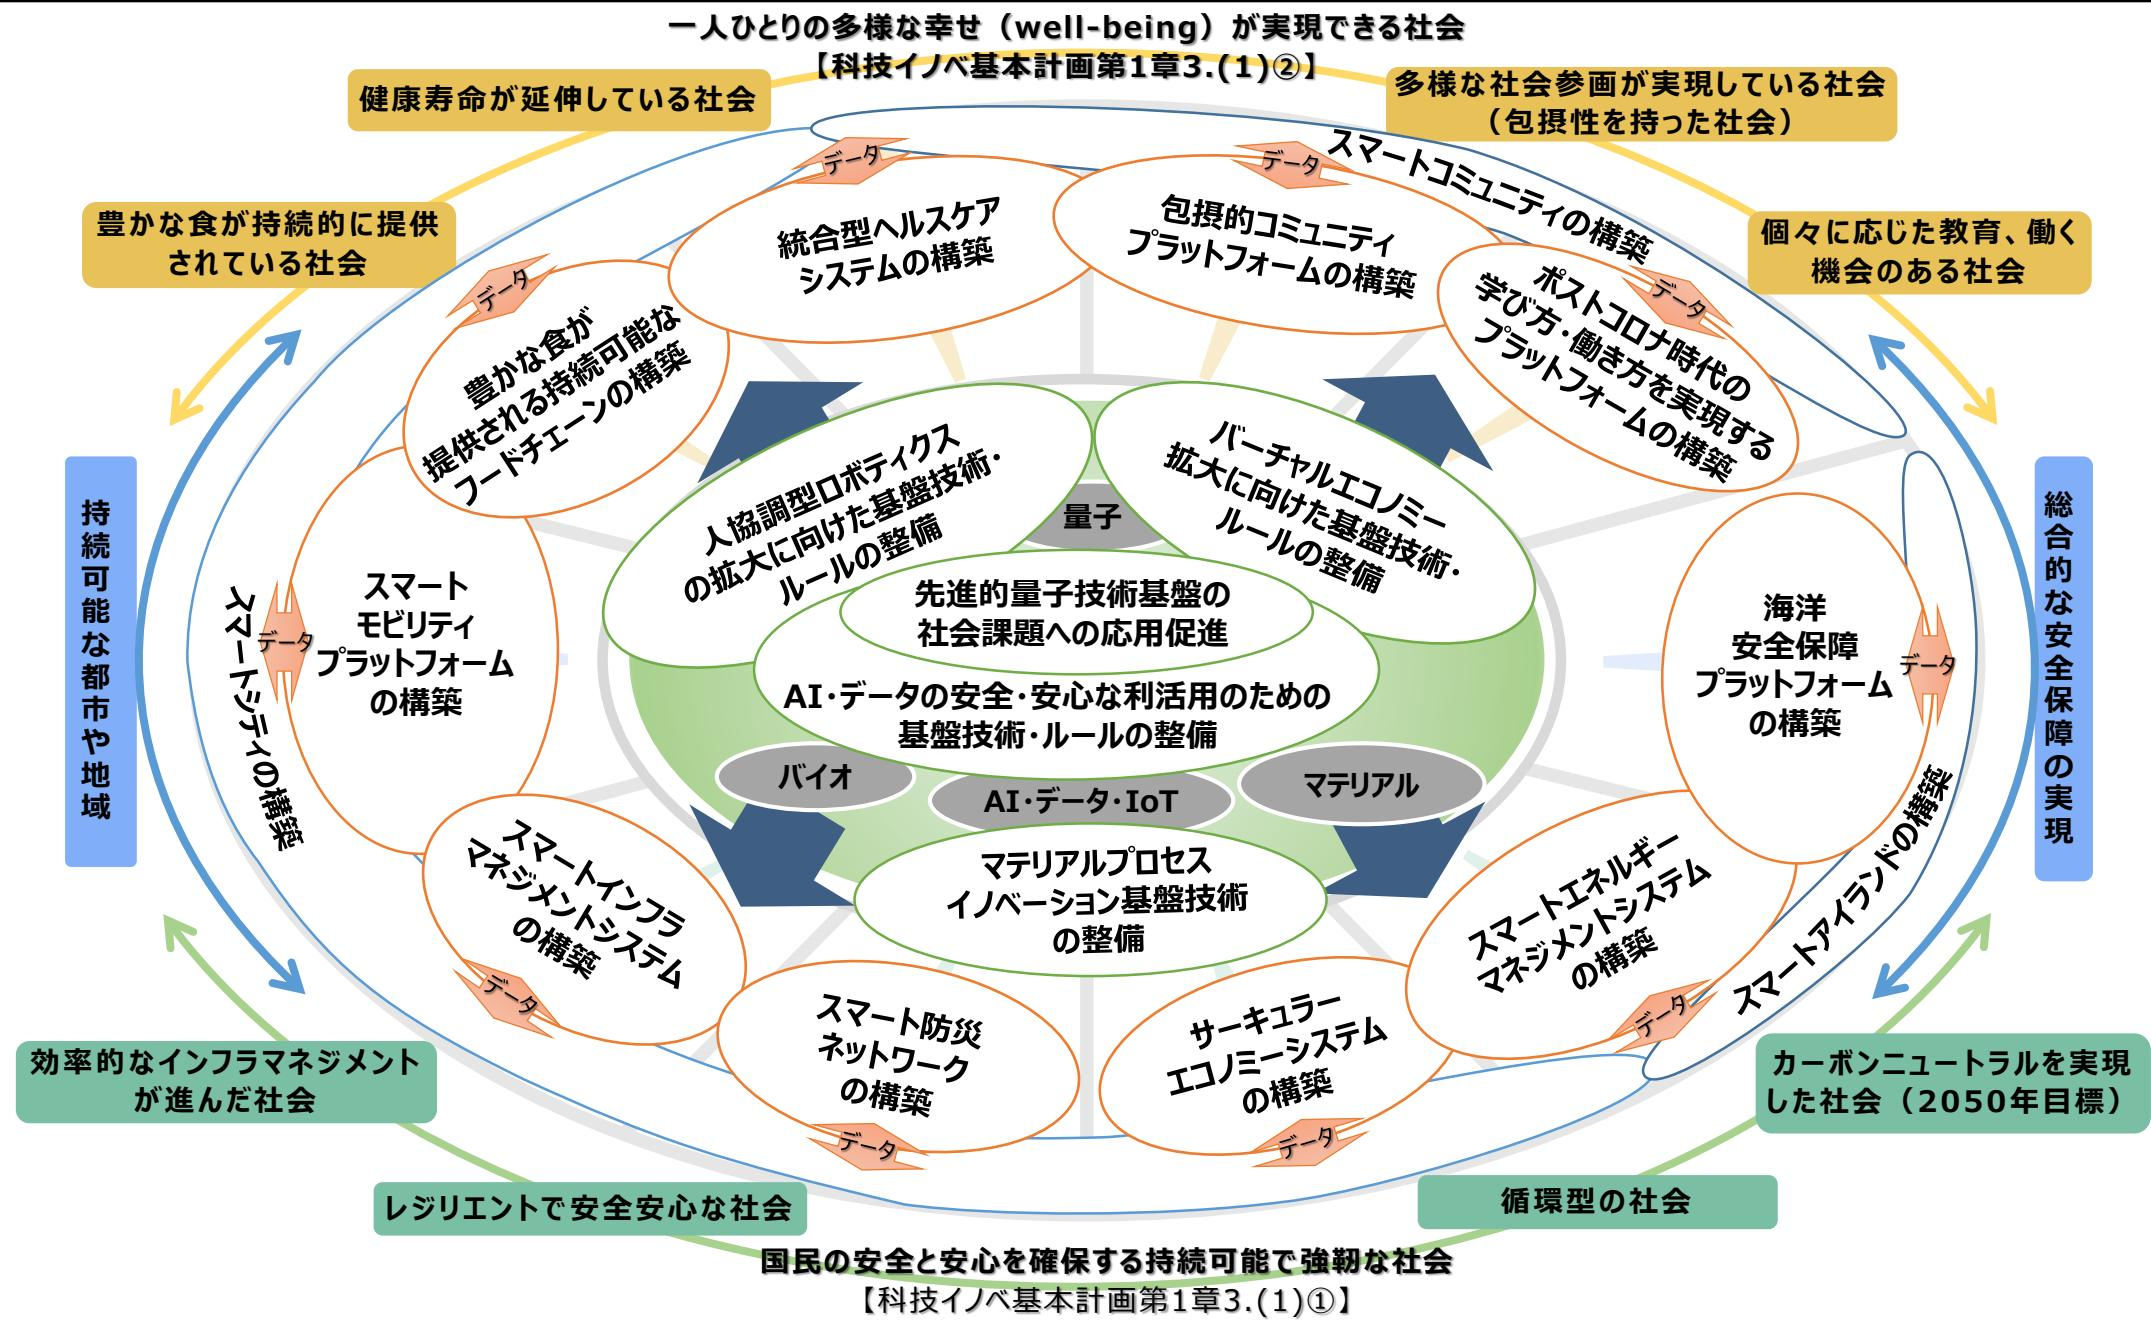 一人ひとりの多様な幸せ（well-being）が実現できる社会
【科技イノベ基本計画第1章3.(1)②】
健康寿命が延伸している社会
多様な社会参画が実現している社会
（包摂性を持った社会）
豊かな食が持続的に提供
されている社会
個々に応じた教育、働く
機会のある社会
スマートコミュニティの構築
データ
統合型ヘルスケア
システムの構築
データ
包摂的コミュニティ
プラットフォームの構築
データ
ポストコロナ時代の
学び方・働き方を実現する
プラットフォームの構築
データ
豊かな食が
提供される持続可能な
フードチェーンの構築
人協調型ロボティクス
の拡大に向けた基盤技術・
ルールの整備
バーチャルエコノミー
拡大に向けた基盤技術・
ルールの整備
量子
先進的量子技術基盤の
社会課題への応用促進
AI・データの安全・安心な利活用のための
基盤技術・ルールの整備
バイオ
AI・データ・IoT
マテリアル
マテリアルプロセス
イノベーション基盤技術
の整備
持続可能な都市や地域
スマートシティの構築
データ
スマート
モビリティ
プラットフォーム
の構築
海洋
安全保障
プラットフォーム
の構築
データ
総合的な安全保障の実現
スマートアイランドの構築
スマートインフラ
マネジメントシステム
の構築
データ
スマート防災
ネットワーク
の構築
データ
サーキュラー
エコノミーシステム
の構築
データ
スマートエネルギー
マネジメントシステム
の構築
データ
効率的なインフラマネジメント
が進んだ社会
カーボンニュートラルを実現
した社会（2050年目標）
レジリエントで安全安心な社会
循環型の社会
国民の安全と安心を確保する持続可能で強靭な社会
【科技イノベ基本計画第1章3.(1)①】